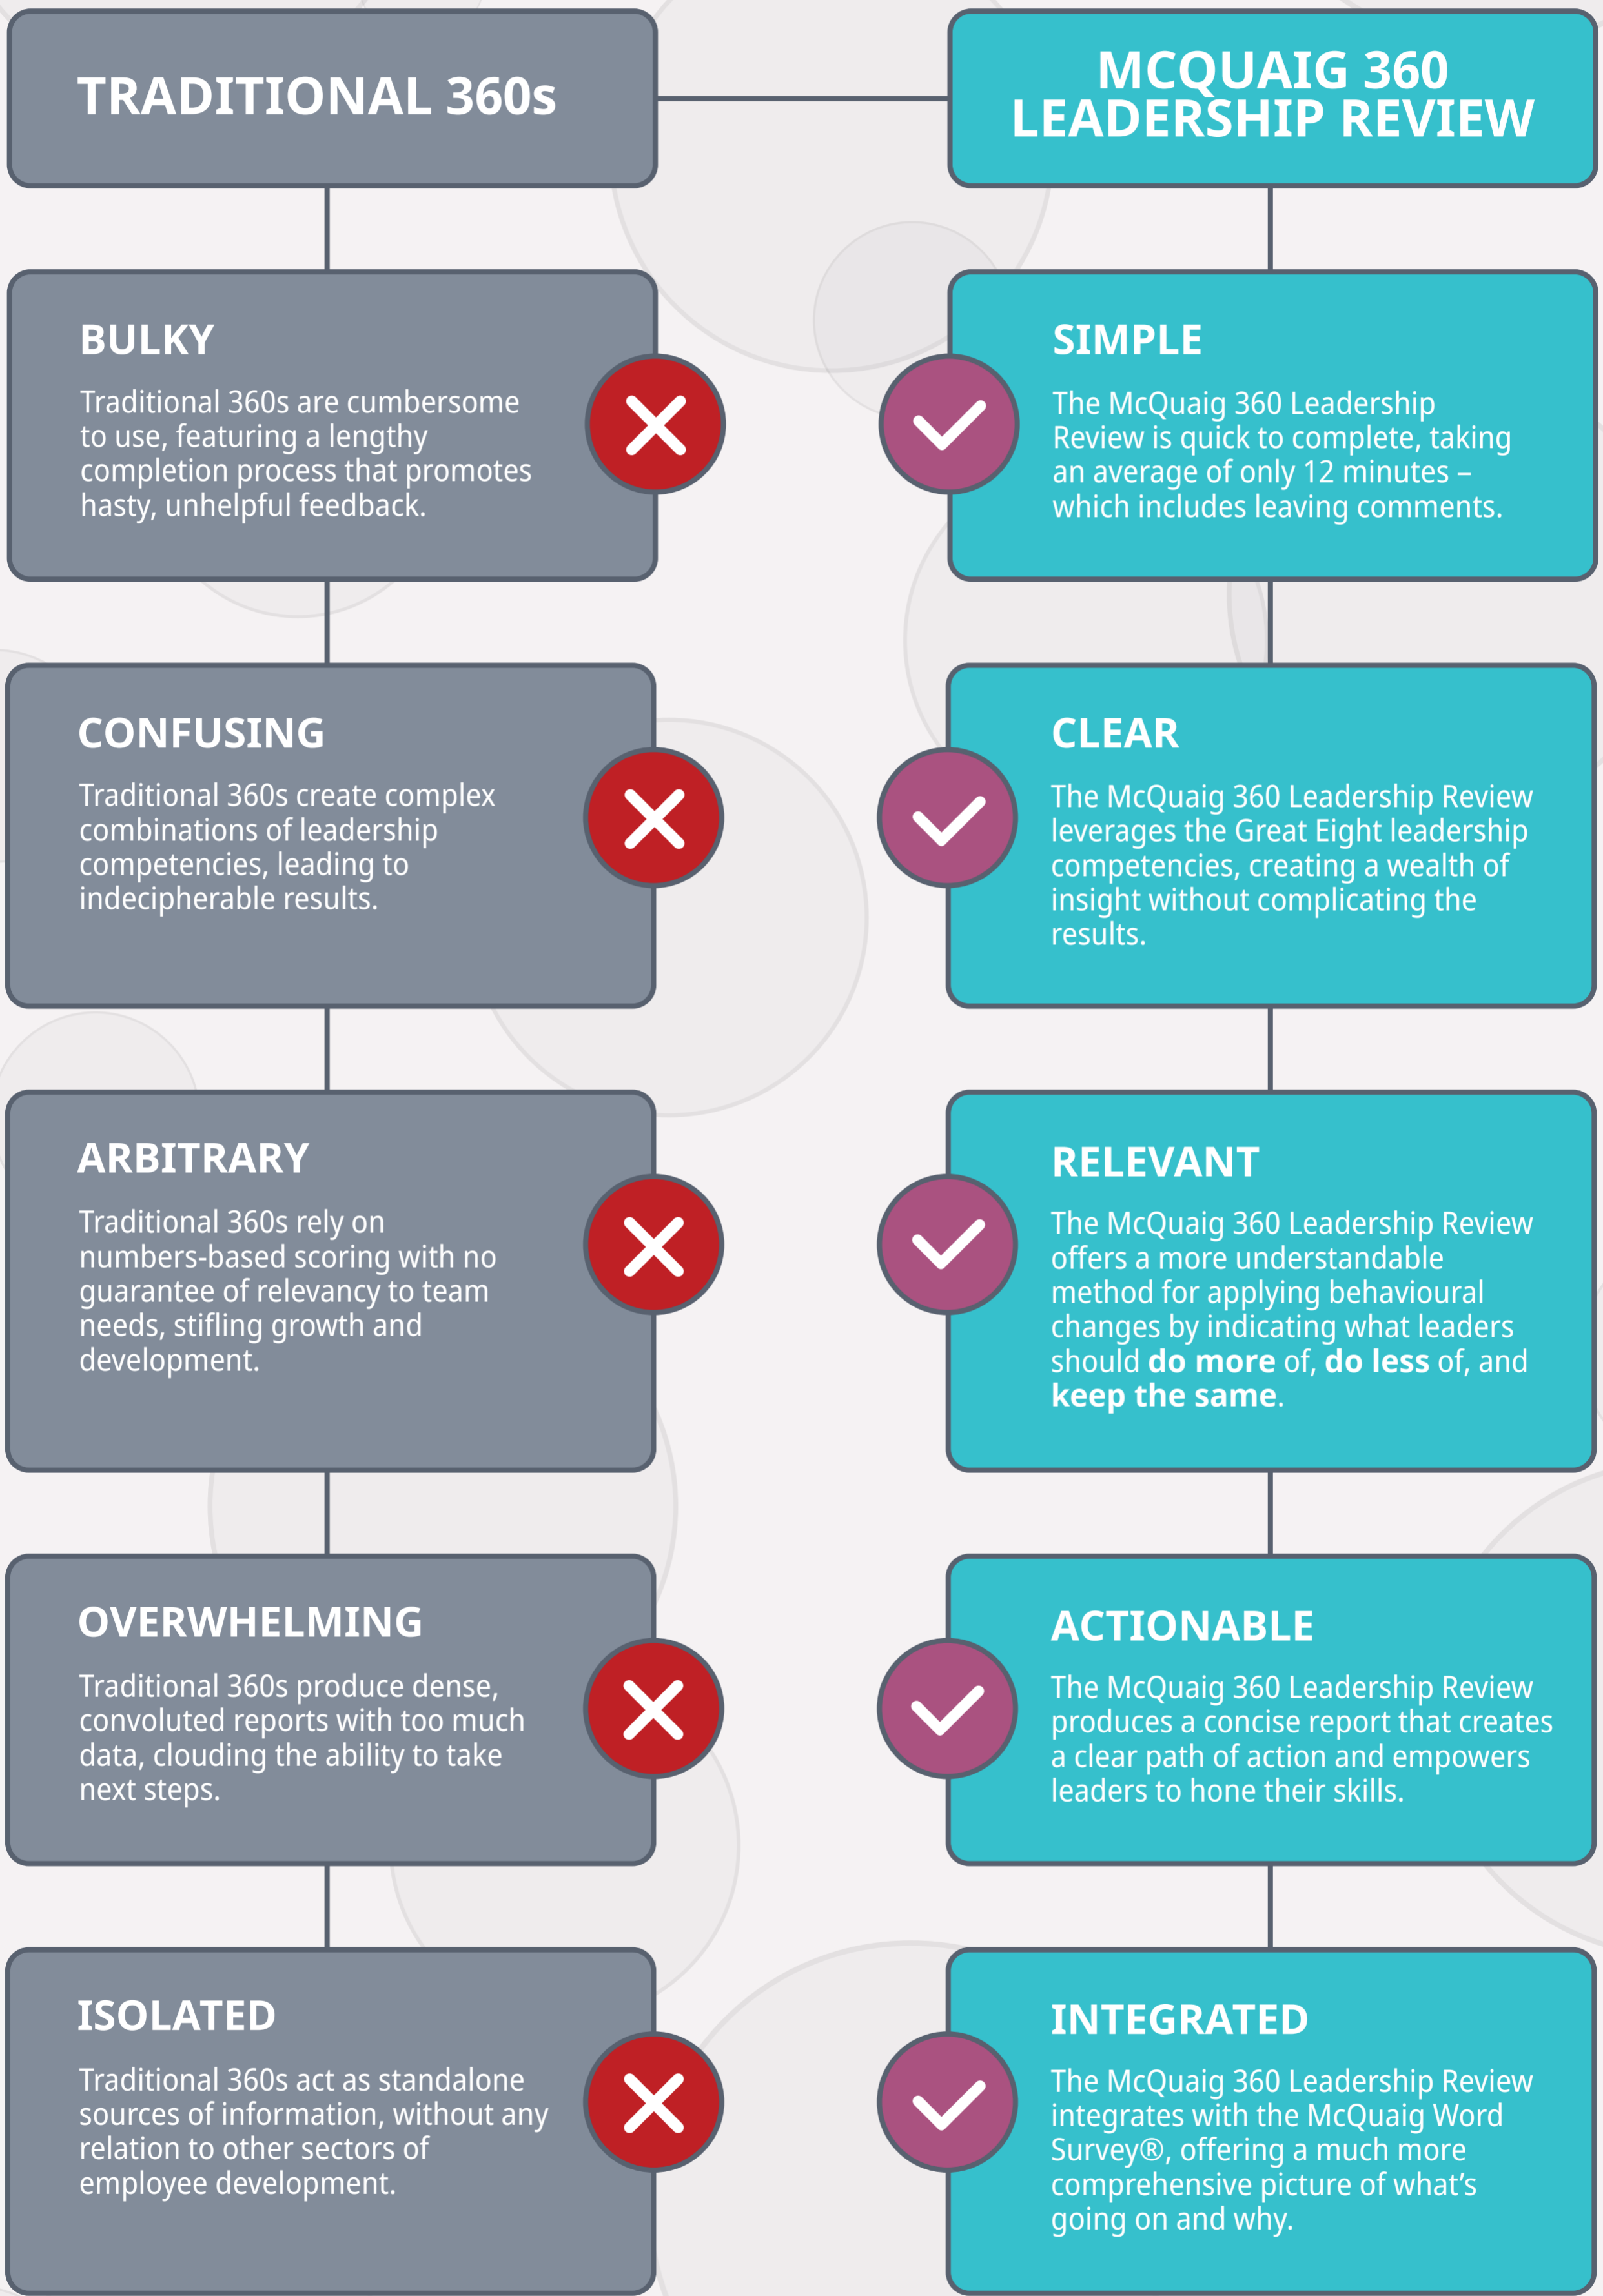 TRADITIONAL 360s
MCQUAIG 360
LEADERSHIP REVIEW
BULKY
Traditional 360s are cumbersome
to use, featuring a lengthy
completion process that promotes
hasty, unhelpful feedback.
SIMPLE
The McQuaig 360 Leadership
Review is quick to complete, taking
an average of only 12 minutes –
which includes leaving comments.
CONFUSING
Traditional 360s create complex
combinations of leadership
competencies, leading to
indecipherable results.
CLEAR
The McQuaig 360 Leadership Review
leverages the Great Eight leadership
competencies, creating a wealth of
insight without complicating the
results.
ARBITRARY
Traditional 360s rely on
numbers-based scoring with no
guarantee of relevancy to team
needs, stifling growth and
development.
RELEVANT
The McQuaig 360 Leadership Review
offers a more understandable
method for applying behavioural
changes by indicating what leaders
should do more of, do less of, and
keep the same.
OVERWHELMING
Traditional 360s produce dense,
convoluted reports with too much
data, clouding the ability to take
next steps.
ACTIONABLE
The McQuaig 360 Leadership Review
produces a concise report that creates
a clear path of action and empowers
leaders to hone their skills.
ISOLATED
Traditional 360s act as standalone
sources of information, without any
relation to other sectors of
employee development.
INTEGRATED
The McQuaig 360 Leadership Review
integrates with the McQuaig Word
Survey®, offering a much more
comprehensive picture of what’s
going on and why.